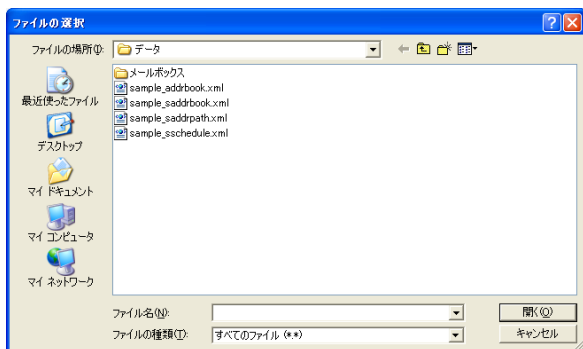 ファイルの選択
ファイルの場所(I):
データ
メールボックス
sample_addrbook.xml
sample_saddrbook.xml
sample_saddrpath.xml
sample_sschedule.xml
最近使ったファイル
デスクトップ
マイ ドキュメント
マイ コンピュータ
マイ ネットワーク
ファイル名(N):
開く(O)
ファイルの種類(T):
すべてのファイル (*.*)
キャンセル